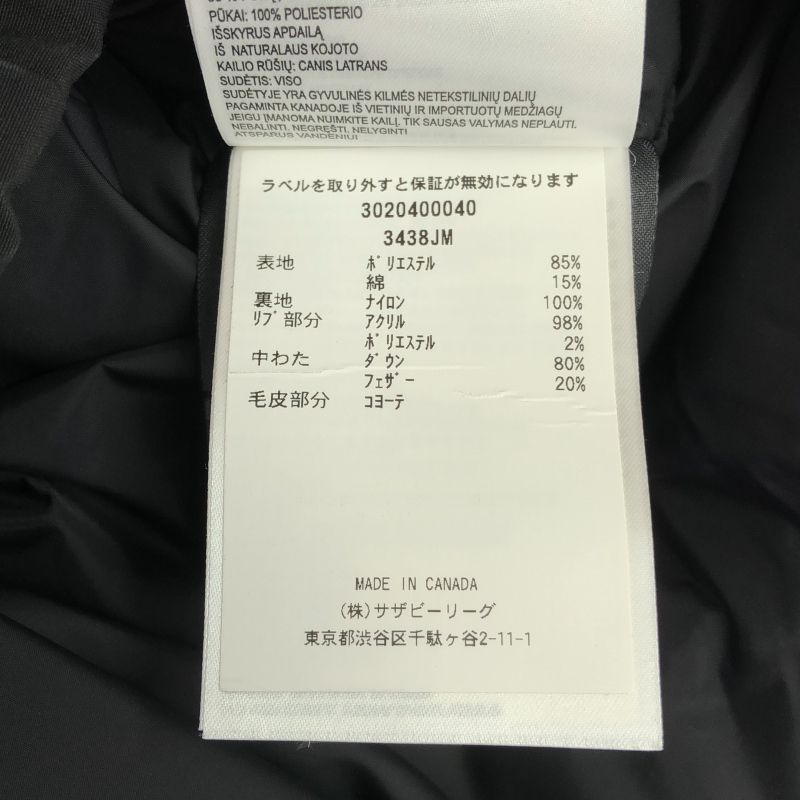 PŪKAI: 100% POLIESTERIO
IŠSKYRUS APDAILĄ
IŠ NATURALAUS KOJOTO
KAILIO RŪŠIŲ: CANIS LATRANS
SUDĖTIS: VISO
SUDĖTYJE YRA GYVULINĖS KILMĖS NETEKSTILINIŲ DALIŲ
PAGAMINTA KANADOJE IŠ VIETINIŲ IR IMPORTUOTŲ MEDŽIAGŲ
JEIGU ĮMANOMA NUIMKITE KAILĮ. TIK SAUSAS VALYMAS NEPLAUTI.
NEBALINTI. NEGRĘŠTI. NELYGINTI
ATSPARUS VANDENIUI
ラベルを取り外すと保証が無効になります
3020400040
3438JM
表地 ﾎﾟﾘｴｽﾃﾙ 85%
綿 15%
裏地 ﾅｲﾛﾝ 100%
ﾘﾌﾞ部分 ｱｸﾘﾙ 98%
ﾎﾟﾘｴｽﾃﾙ 2%
中わた ﾀﾞｳﾝ 80%
ﾌｪｻﾞｰ 20%
毛皮部分 ｺﾖｰﾃ
MADE IN CANADA
(株)サザビーリーグ
東京都渋谷区千駄ヶ谷2-11-1